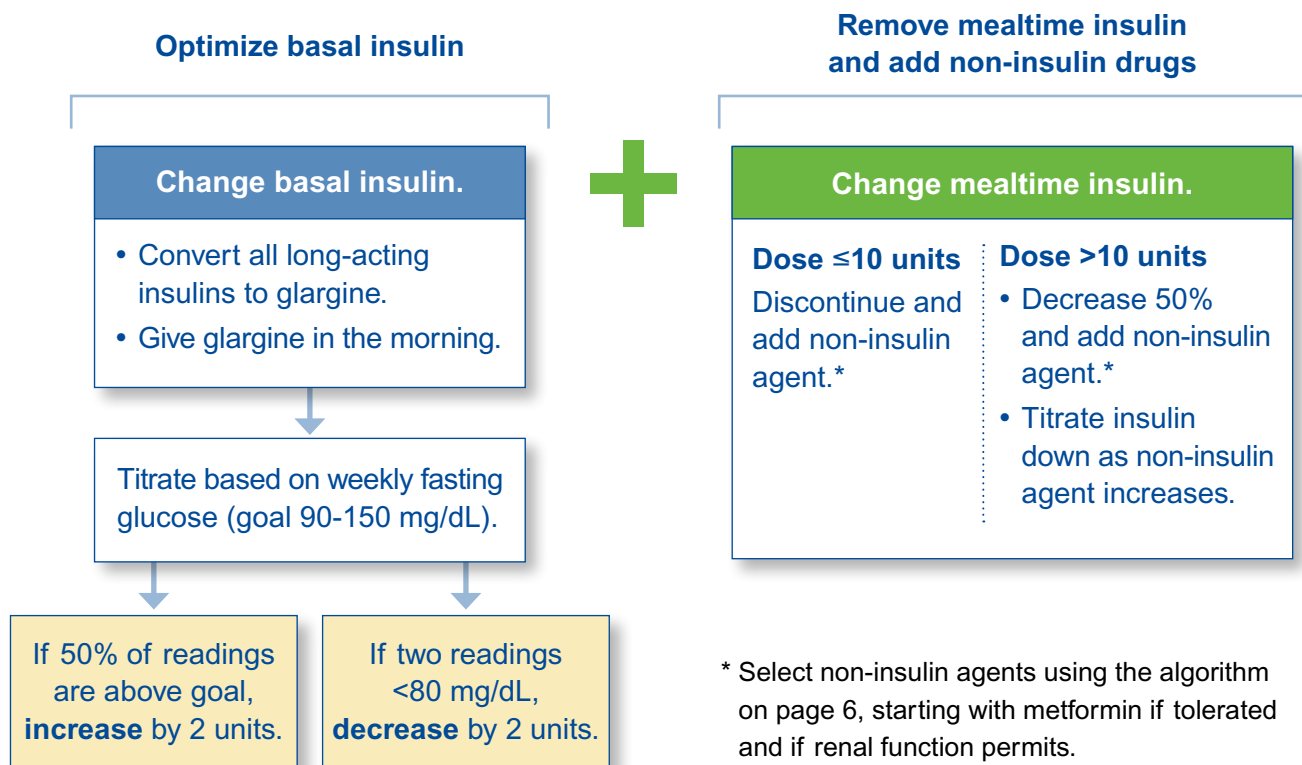 Optimize basal insulin
Change basal insulin.
• Convert all long-acting
insulins to glargine.
• Give glargine in the morning.
Titrate based on weekly fasting
glucose (goal 90-150 mg/dL).
If 50% of readings
are above goal,
increase by 2 units.
If two readings
<80 mg/dL,
decrease by 2 units.
Remove mealtime insulin
and add non-insulin drugs
Change mealtime insulin.
Dose ≤10 units
Discontinue and
add non-insulin
agent.*
Dose >10 units
• Decrease 50%
and add non-insulin
agent.*
• Titrate insulin
down as non-insulin
agent increases.
* Select non-insulin agents using the algorithm
on page 6, starting with metformin if tolerated
and if renal function permits.